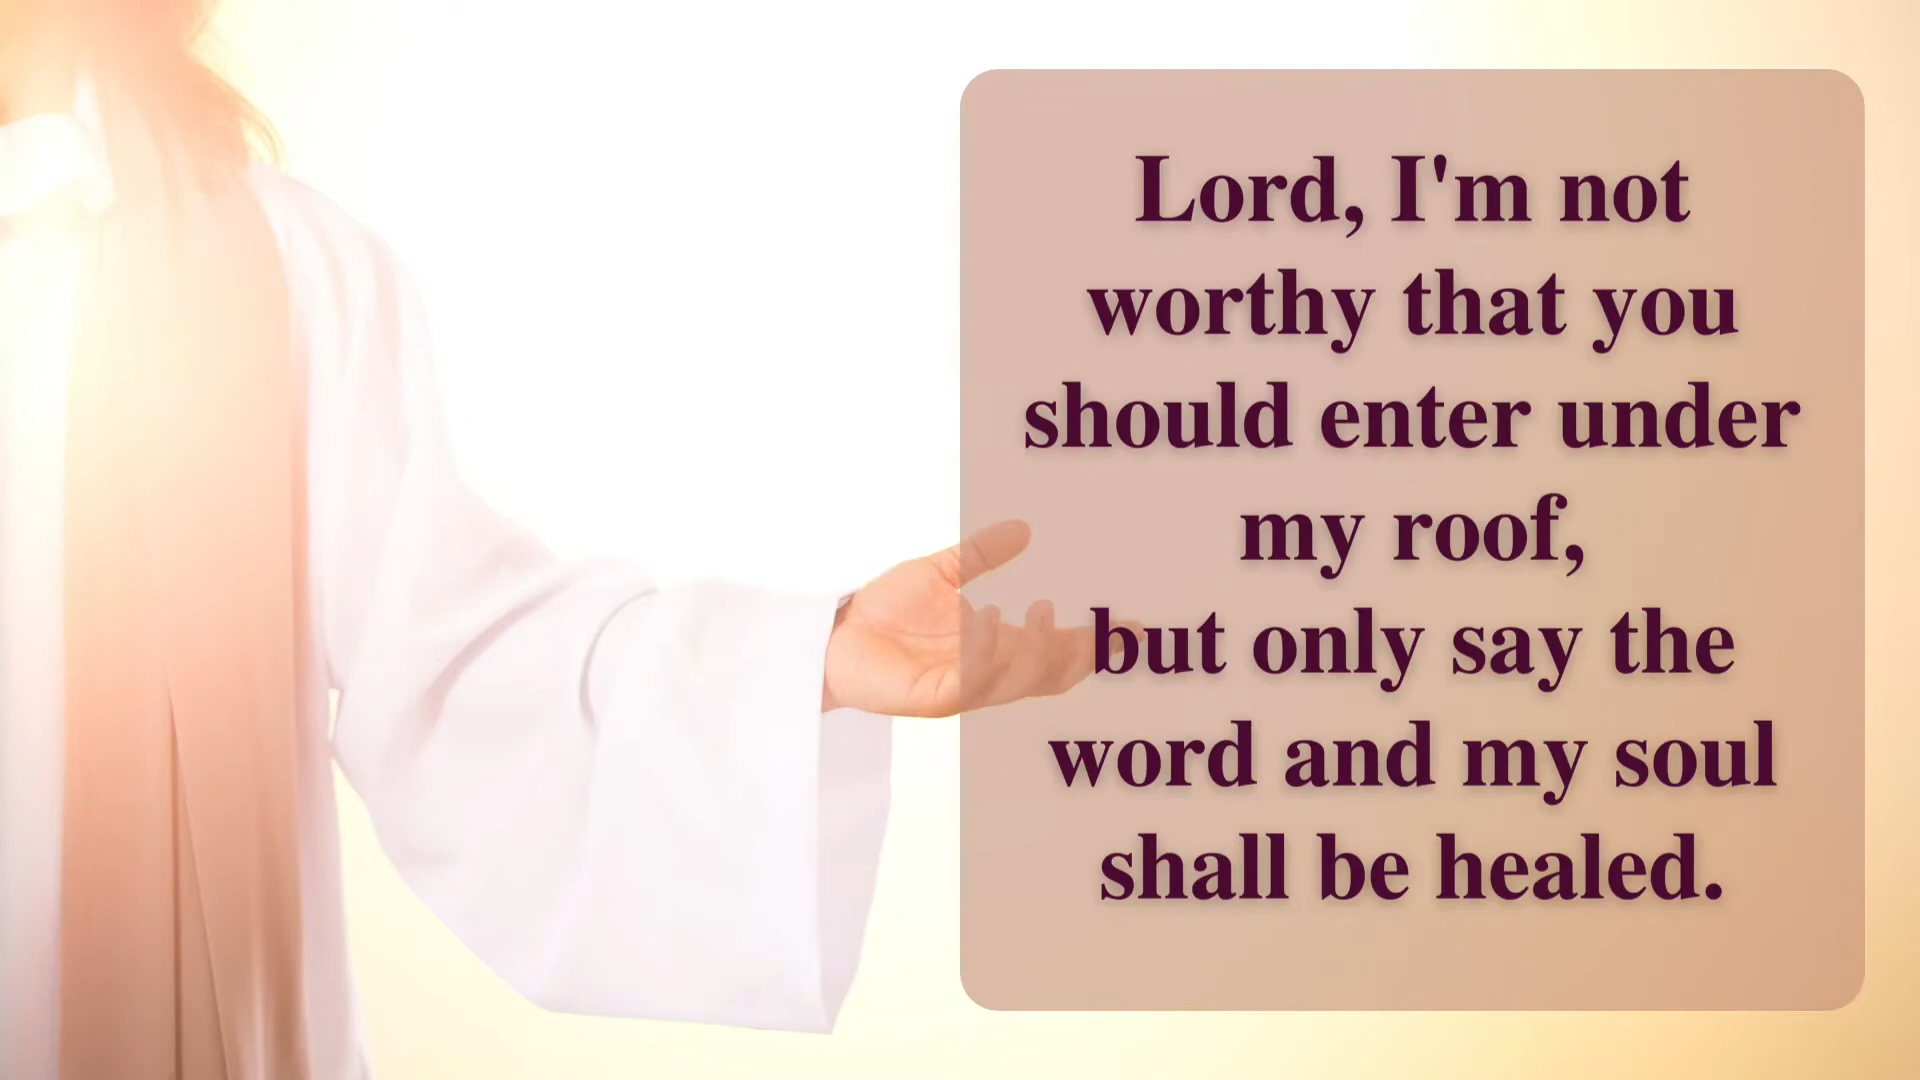 Lord, I'm not
worthy that you
should enter under
my roof,
but only say the
word and my soul
shall be healed.